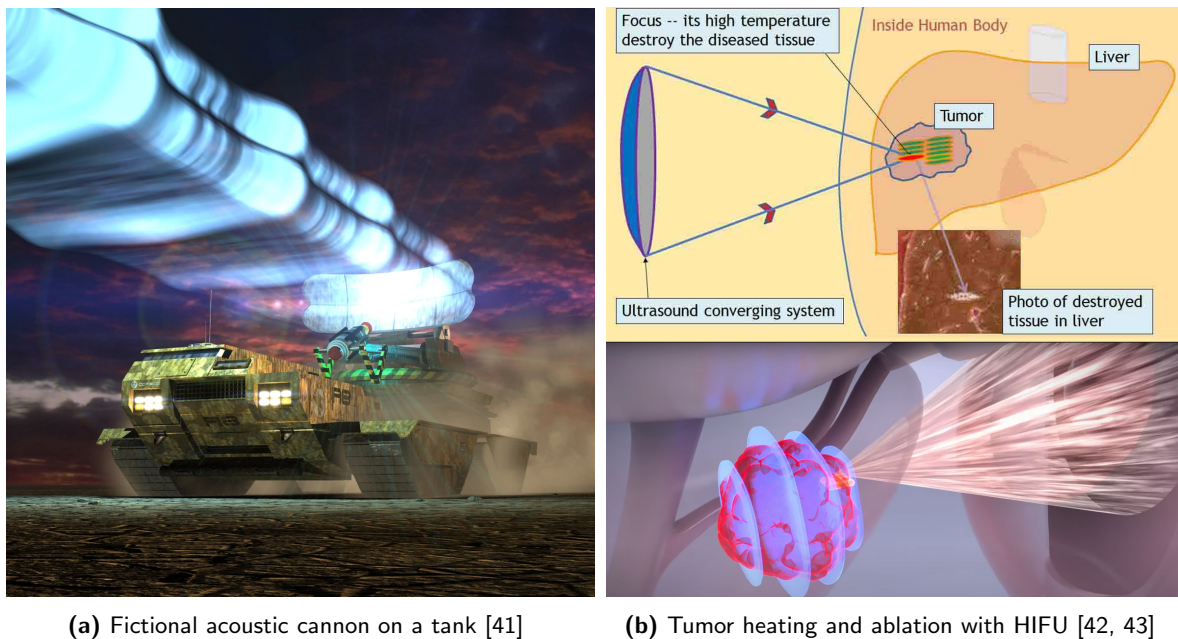 Focus -- its high temperature
destroy the diseased tissue
Inside Human Body
Liver
Tumor
Ultrasound converging system
Photo of destroyed
tissue in liver
(a) Fictional acoustic cannon on a tank [41]
(b) Tumor heating and ablation with HIFU [42, 43]